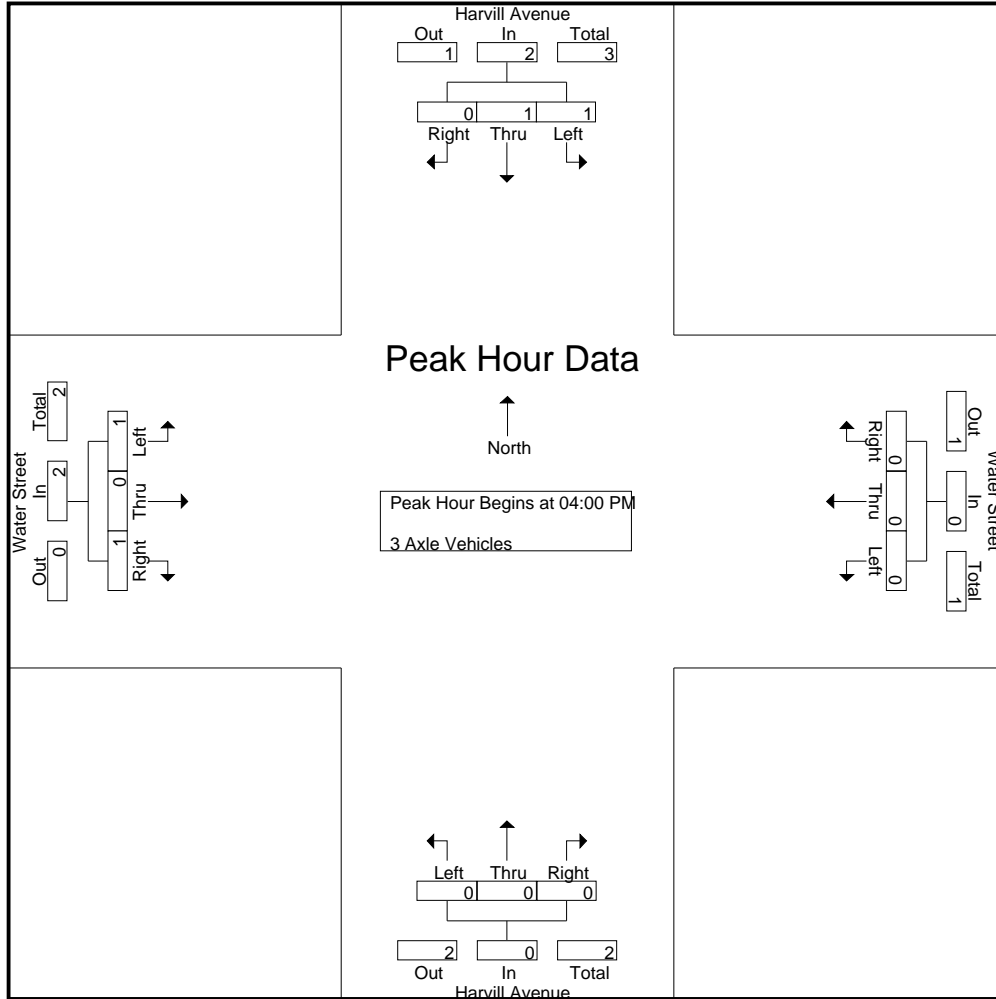 Harvill Avenue
Out In Total
1 2 3
0 1 1
Right Thru Left
Peak Hour Data
North
Peak Hour Begins at 04:00 PM
3 Axle Vehicles
Water Street
Total In Out
2 2 0
1 0 1
Left Thru Right
Water Street
Out In Total
1 0 1
Right Thru Left
0 0 0
Left Thru Right
0 0 0
2 0 2
Out In Total
Harvill Avenue